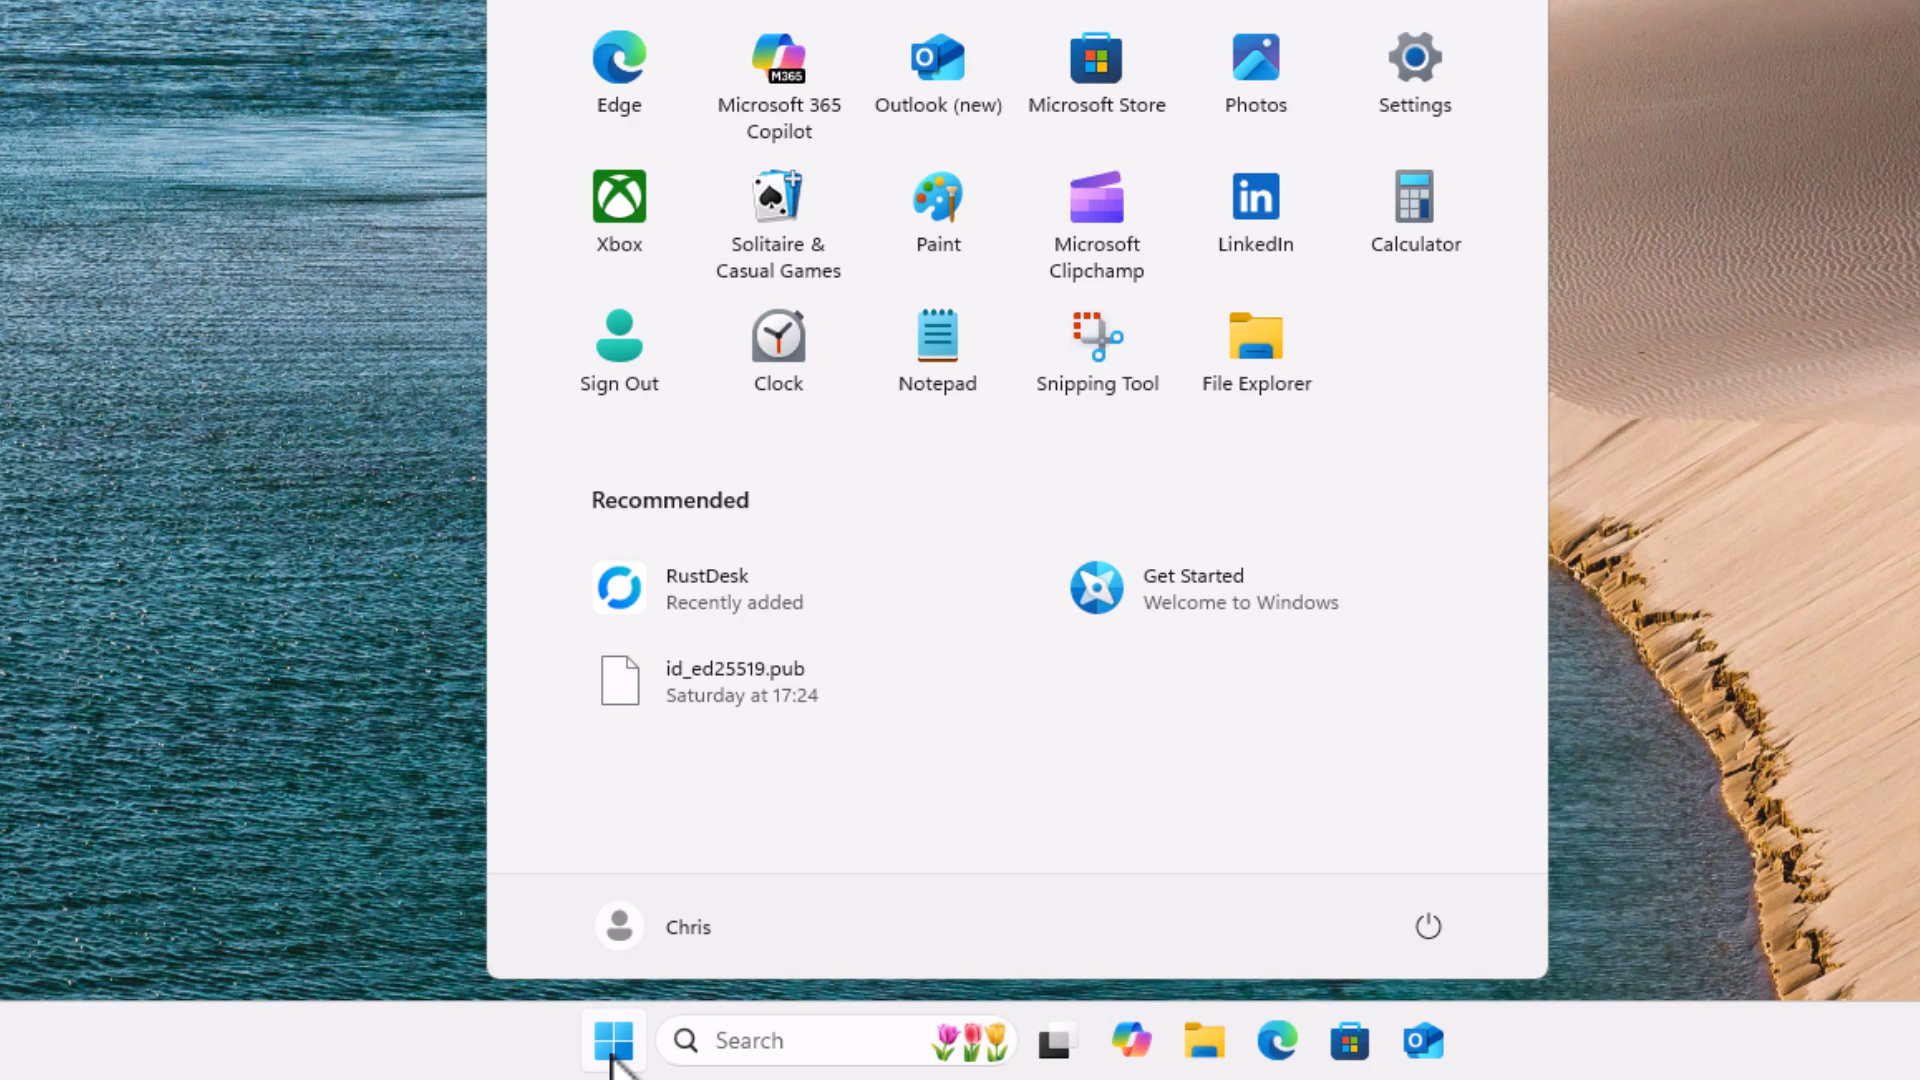 Edge
M365
Microsoft 365
Copilot
Outlook (new)
Microsoft Store
Photos
Settings
Xbox
Solitaire &
Casual Games
Paint
Microsoft
Clipchamp
in
LinkedIn
Calculator
Sign Out
Clock
Notepad
Snipping Tool
File Explorer
Recommended
RustDesk
Recently added
Get Started
Welcome to Windows
id_ed25519.pub
Saturday at 17:24
Chris
Search